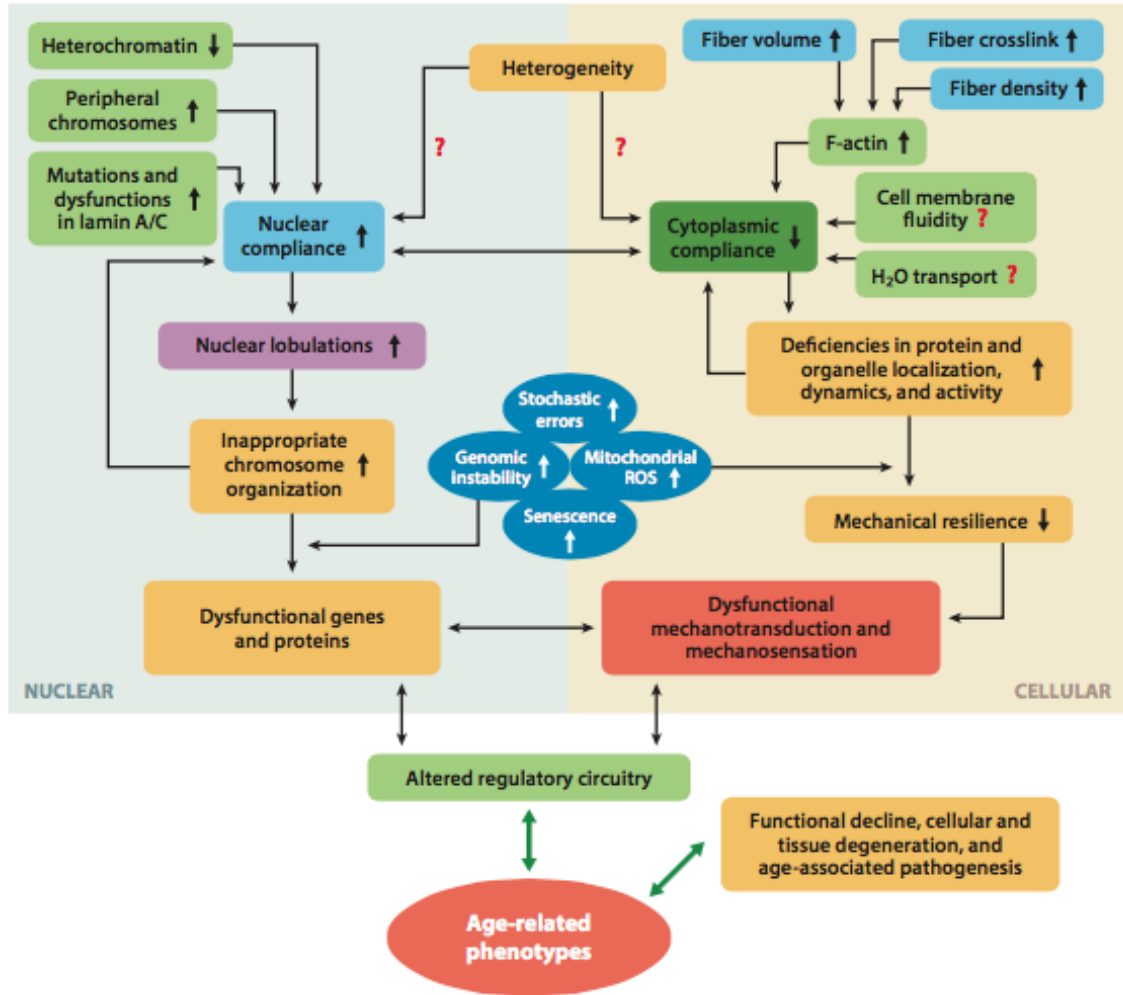 Heterochromatin ↓
Peripheral
chromosomes ↑
Mutations and
dysfunctions ↑
in lamin A/C
Heterogeneity
?
?
Fiber volume ↑
Fiber crosslink ↑
Fiber density ↑
F-actin ↑
Nuclear
compliance ↑
Cytoplasmic
compliance ↓
Cell membrane
fluidity ?
H₂O transport ?
Nuclear lobulations ↑
Deficiencies in protein and
organelle localization, ↑
dynamics, and activity
Inappropriate
chromosome ↑
organization
Stochastic
errors ↑
Genomic
instability ↑
Mitochondrial
ROS ↑
Senescence
↑
Mechanical resilience ↓
Dysfunctional genes
and proteins
Dysfunctional
mechanotransduction and
mechanosensation
NUCLEAR
CELLULAR
Altered regulatory circuitry
Functional decline, cellular and
tissue degeneration, and
age-associated pathogenesis
Age-related
phenotypes